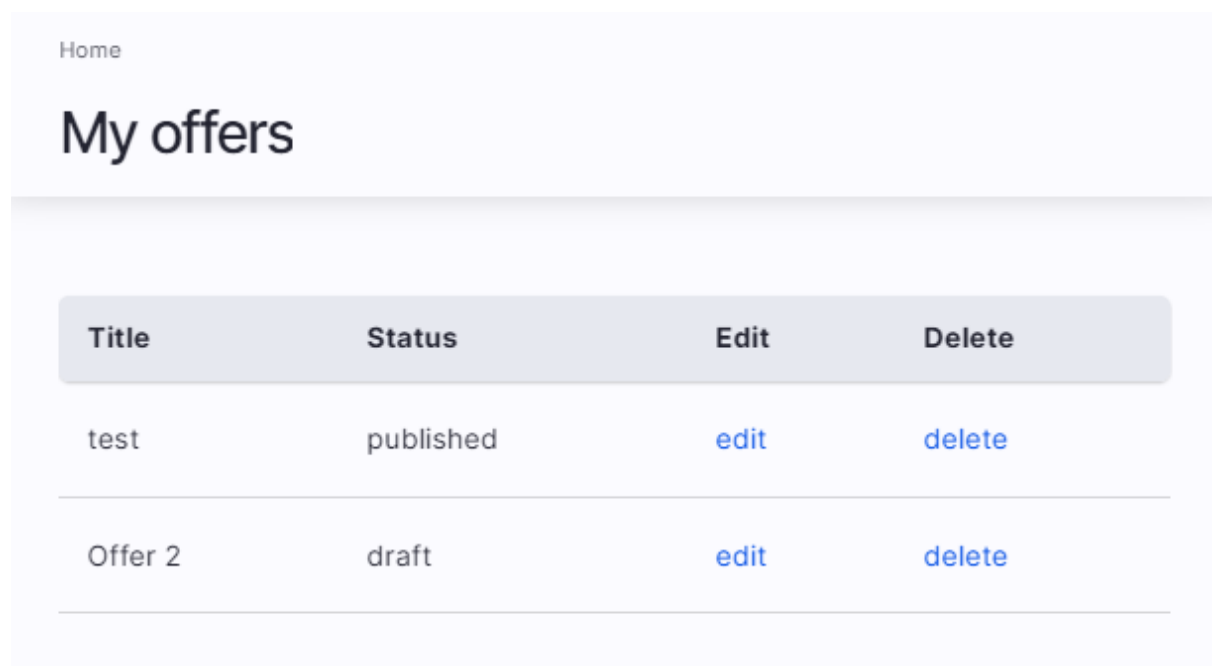 Home
My offers
Title Status Edit Delete
test published edit delete
Offer 2 draft edit delete